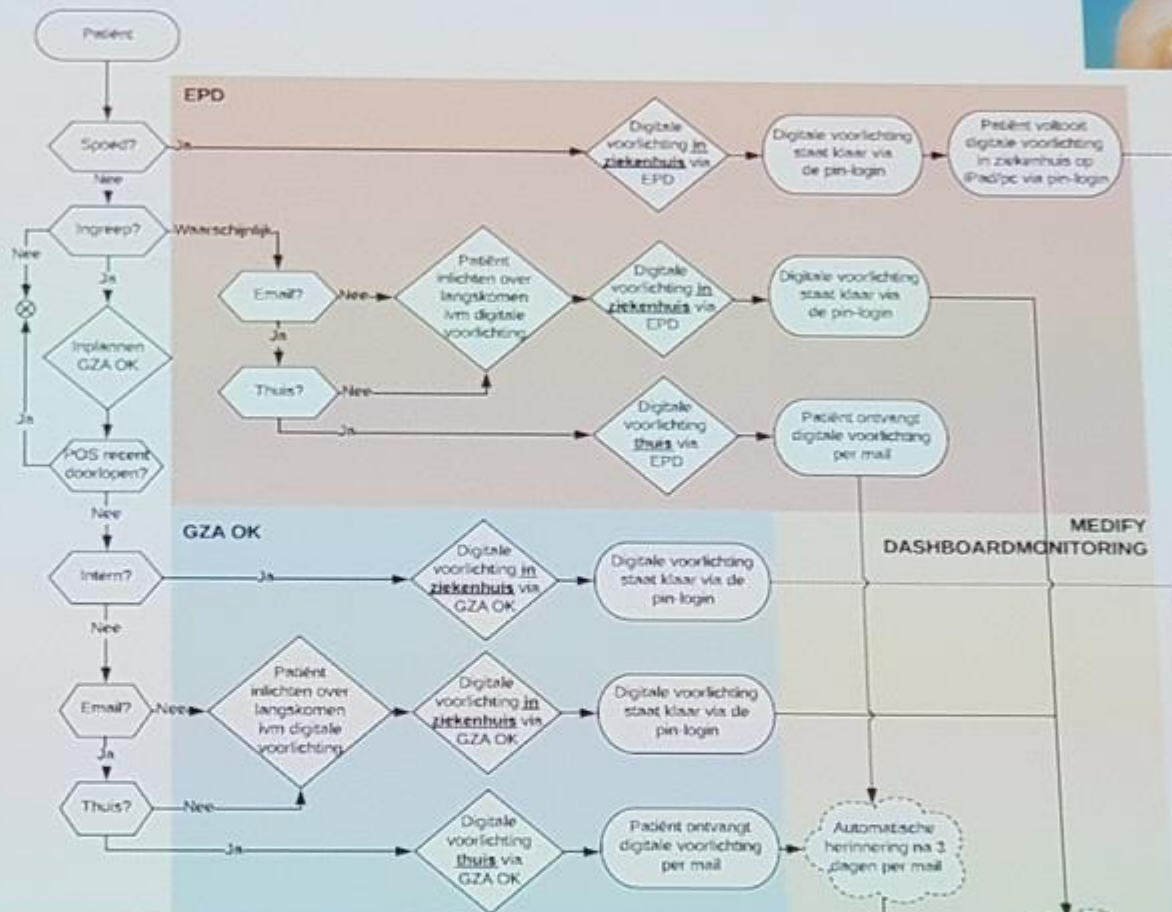 Patiënt
EPD
Spoed?
Ja
Digitale
voorlichting in
ziekenhuis via
EPD
Digitale voorlichting
staat klaar via
de pin-login
Patiënt voltooit
digitale voorlichting
in ziekenhuis op
iPad/pc via pin-login
Nee
Ingreep?
Waarschijnlijk
Nee
Ja
Email?
Nee
Patiënt
inlichten over
langskomen
ivm digitale
voorlichting
Digitale
voorlichting in
ziekenhuis via
EPD
Digitale voorlichting
staat klaar via
de pin-login
Ja
Inplannen
GZA OK
Thuis?
Nee
Ja
Ja
Digitale
voorlichting
thuis via
EPD
Patiënt ontvangt
digitale voorlichting
per mail
POS recent
doorlopen?
Nee
GZA OK
MEDIFY
DASHBOARDMONITORING
Intern?
Ja
Digitale
voorlichting in
ziekenhuis via
GZA OK
Digitale voorlichting
staat klaar via de
pin-login
Nee
Email?
Nee
Patiënt
inlichten over
langskomen
ivm digitale
voorlichting
Digitale
voorlichting in
ziekenhuis via
GZA OK
Digitale voorlichting
staat klaar via de
pin-login
Ja
Thuis?
Nee
Ja
Digitale
voorlichting
thuis via
GZA OK
Patiënt ontvangt
digitale voorlichting
per mail
Automatische
herinnering na 3
dagen per mail